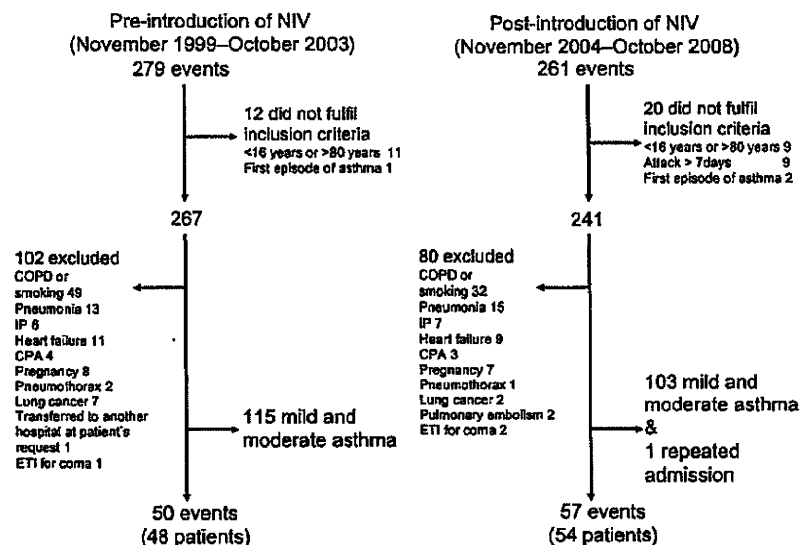 Pre-introduction of NIV
(November 1999–October 2003)
279 events
12 did not fulfil
inclusion criteria
<16 years or >80 years 11
First episode of asthma 1
267
102 excluded
COPD or
smoking 49
Pneumonia 13
IP 6
Heart failure 11
CPA 4
Pregnancy 8
Pneumothorax 2
Lung cancer 7
Transferred to another
hospital at patient's
request 1
ETI for coma 1
115 mild and
moderate asthma
50 events
(48 patients)
Post-introduction of NIV
(November 2004–October 2008)
261 events
20 did not fulfil
inclusion criteria
<16 years or >80 years 9
Attack > 7days 9
First episode of asthma 2
241
80 excluded
COPD or
smoking 32
Pneumonia 15
IP 7
Heart failure 9
CPA 3
Pregnancy 7
Pneumothorax 1
Lung cancer 2
Pulmonary embolism 2
ETI for coma 2
103 mild and
moderate asthma
&
1 repeated
admission
57 events
(54 patients)